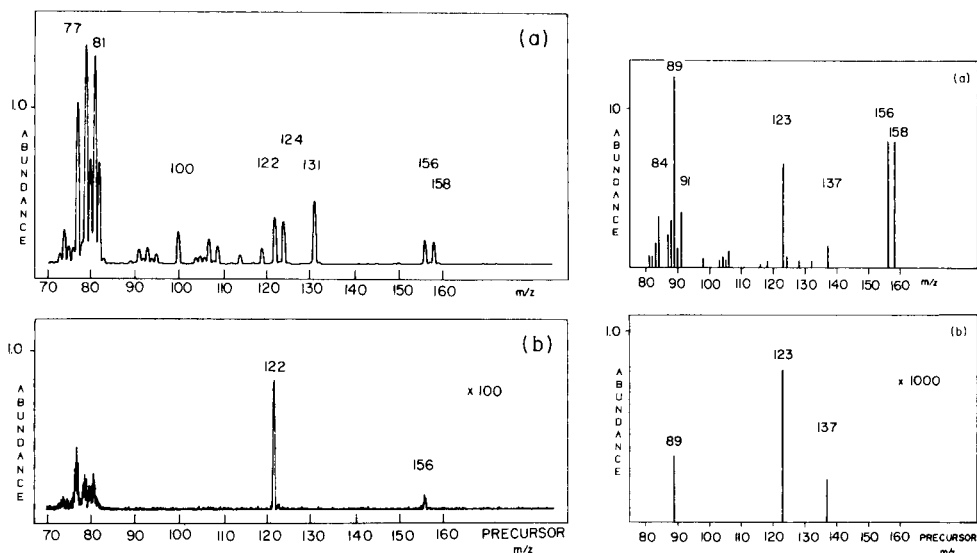 77
81
(a)
1.0
ABUNDANCE
100
122
124
131
156
158
70 80 90 100 110 120 130 140 150 160
m/z
(b)
1.0
ABUNDANCE
122
x 100
156
70 80 90 100 110 120 130 140 150 160 PRECURSOR
m/z
89
(a)
1.0
ABUNDANCE
84
91
123
137
156
158
80 90 100 110 120 130 140 150 160
m/z
(b)
1.0
ABUNDANCE
123
x 1000
137
89
80 90 100 110 120 130 140 150 160 PRECURSOR
m/z